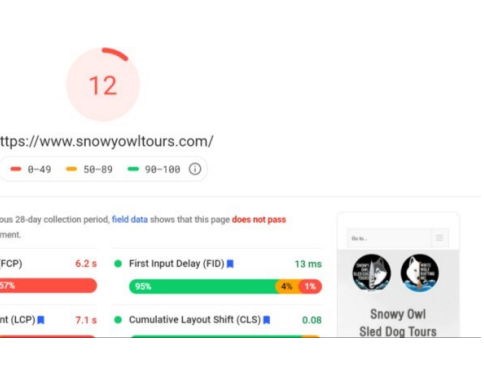 12
ttps://www.snowyowltours.com/
0–49 50–89 90–100
ous 28-day collection period, field data shows that this page does not pass
ment.
FCP) 6.2 s First Input Delay (FID) 13 ms
57% 95% 4% 1%
nt (LCP) 7.1 s Cumulative Layout Shift (CLS) 0.08
Go to...
Snowy Owl
Sled Dog Tours